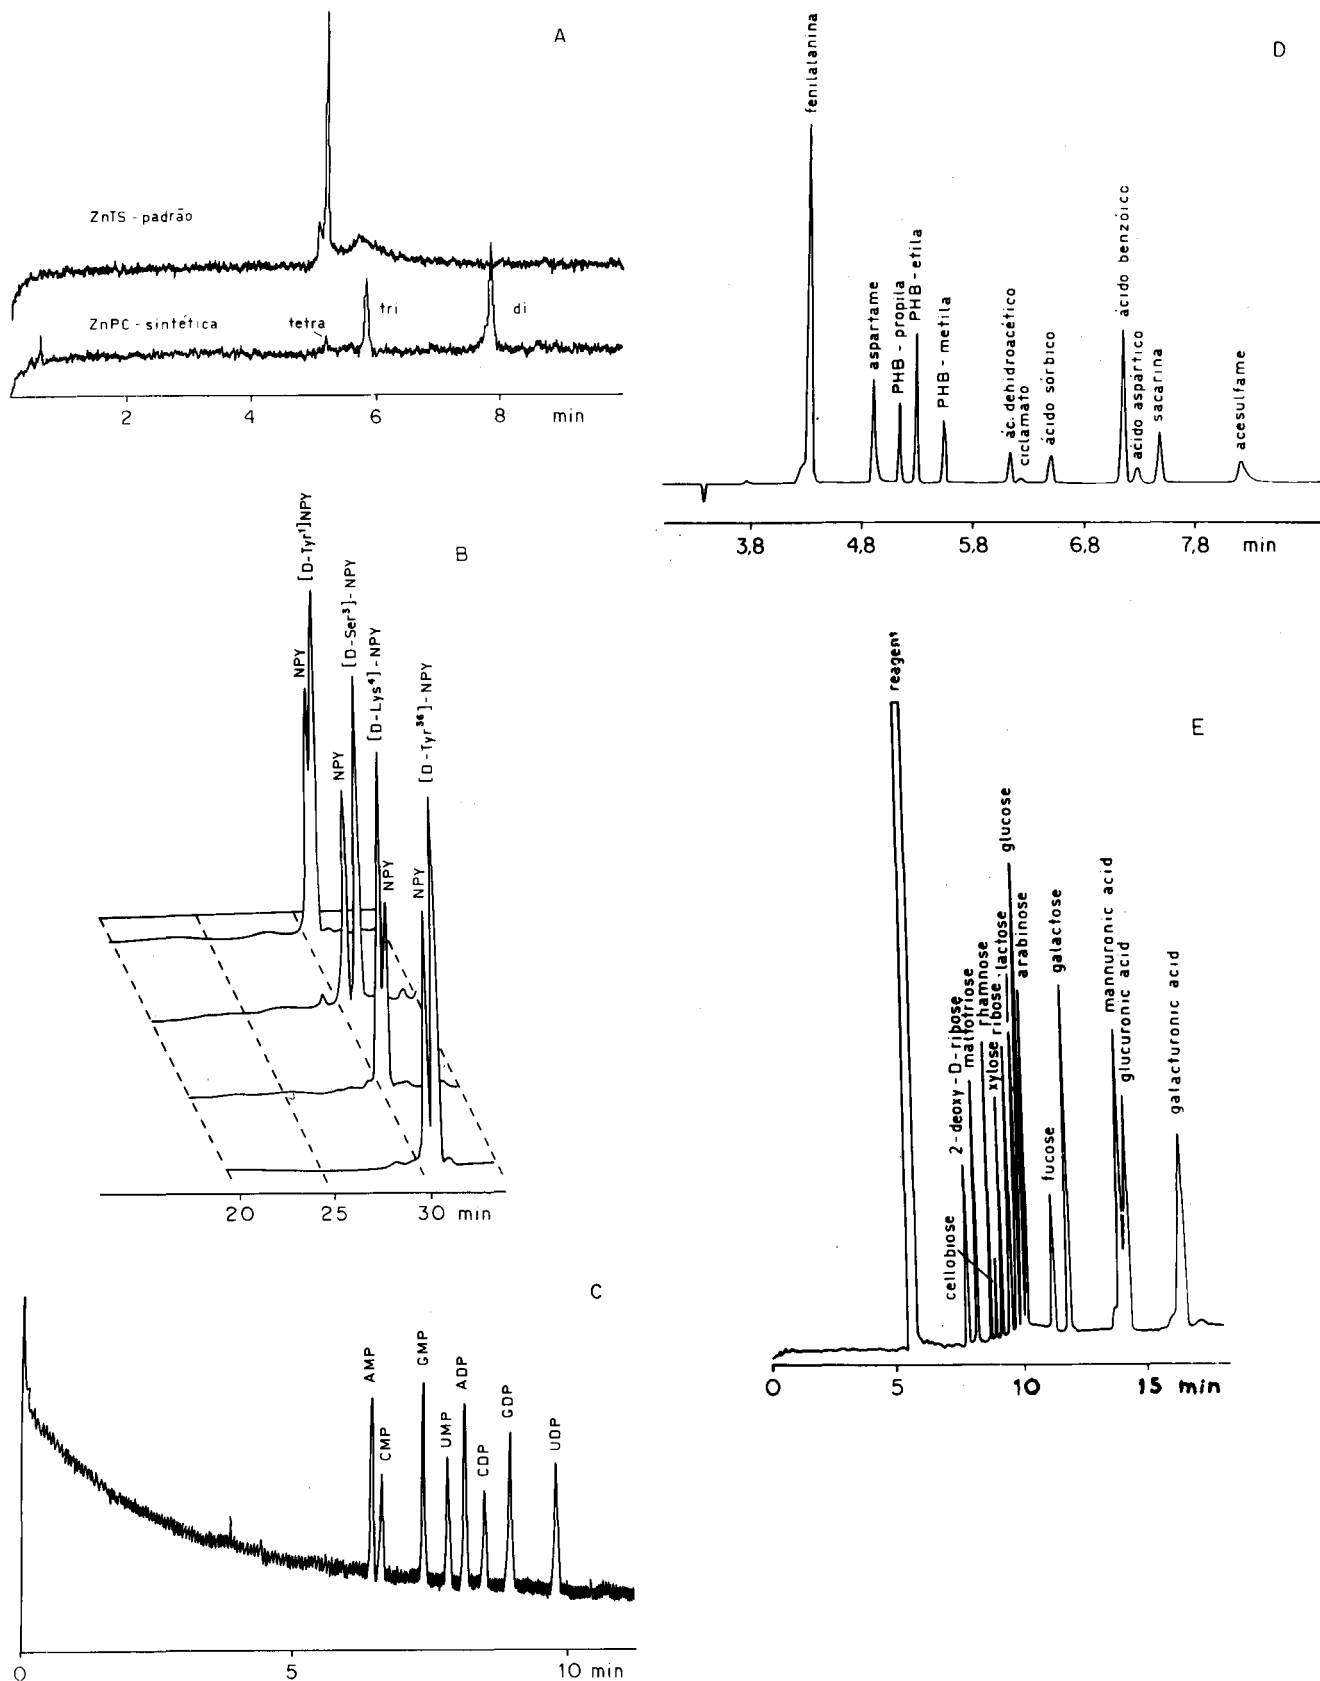 A
ZnTS - padrão
ZnPC - sintética
tetra
tri
di
2 4 6 8 min
B
NPY
[D-Tyr¹]NPY
NPY
[D-Ser³]-NPY
[D-Lys⁴]-NPY
NPY
NPY
[D-Tyr³⁶]-NPY
20 25 30 min
C
AMP
CMP
GMP
UMP
ADP
CDP
GDP
UDP
0 5 10 min
D
fenilalanina
aspartame
PHB - propila
PHB - etila
PHB - metila
ác. dehidroacético
ciclamato
ácido sórbico
ácido benzóico
ácido aspártico
sacarina
acesulfame
3,8 4,8 5,8 6,8 7,8 min
E
reagent
cellobiose
2-deoxy-D-ribose
maltotriose
rhamnose
xylose
ribose
lactose
glucose
arabinose
fucose
galactose
mannuronic acid
glucuronic acid
galacturonic acid
0 5 10 15 min